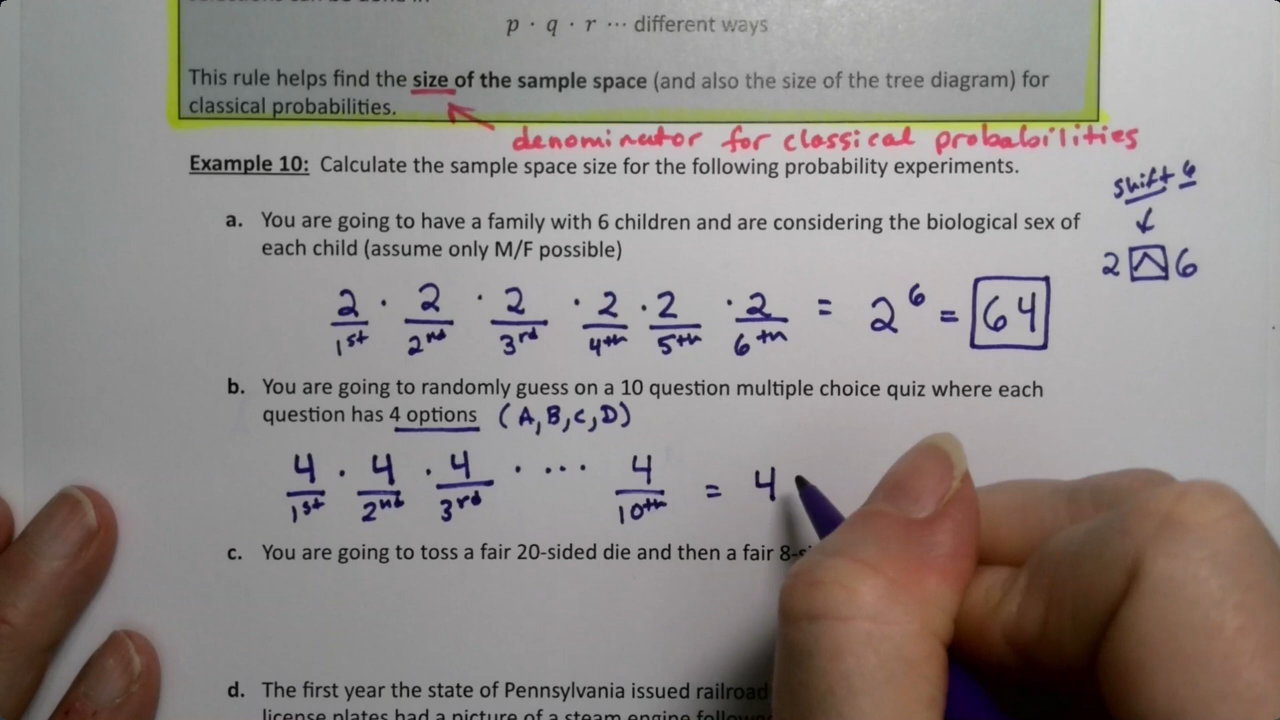 p · q · r ··· different ways
This rule helps find the size of the sample space (and also the size of the tree diagram) for
classical probabilities.
denominator for classical probabilities
Example 10: Calculate the sample space size for the following probability experiments.
shift 6
a. You are going to have a family with 6 children and are considering the biological sex of
each child (assume only M/F possible)
2 ^ 6
2 · 2 · 2 · 2 · 2 · 2 = 2⁶ = 64
1st 2nd 3rd 4th 5th 6th
b. You are going to randomly guess on a 10 question multiple choice quiz where each
question has 4 options (A,B,C,D)
4 · 4 · 4 · ··· 4 = 4
1st 2nd 3rd 10th
c. You are going to toss a fair 20-sided die and then a fair 8-
d. The first year the state of Pennsylvania issued railroad
license plates had a picture of a steam engine